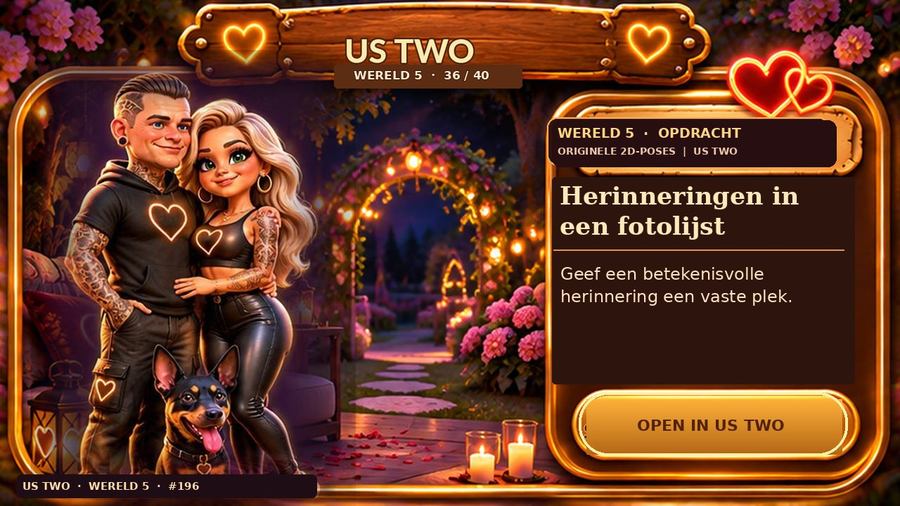 US TWO
WERELD 5 · 36 / 40
WERELD 5 · OPDRACHT
ORIGINELE 2D-POSES | US TWO
Herinneringen in
een fotolijst
Geef een betekenisvolle
herinnering een vaste plek.
OPEN IN US TWO
US TWO · WERELD 5 · #196